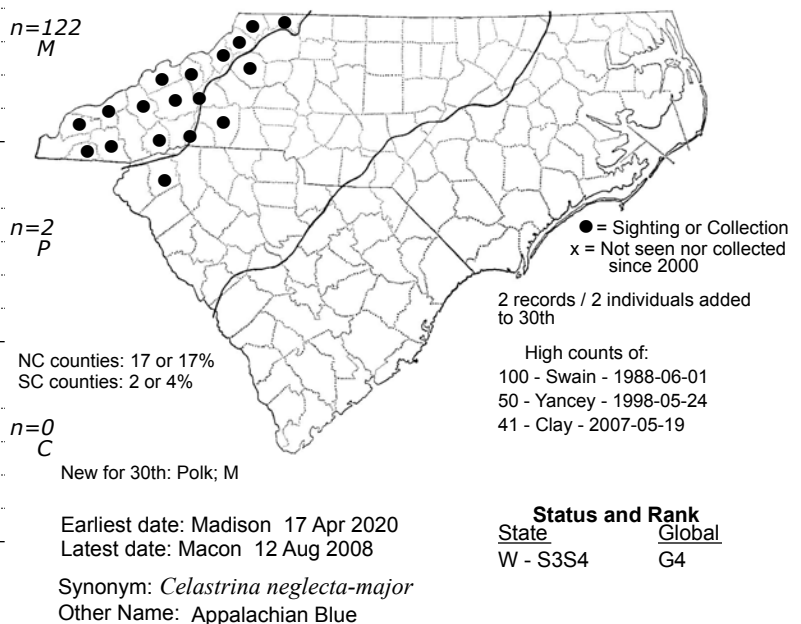 n=122
M
n=2
P
n=0
C
● = Sighting or Collection
x = Not seen nor collected
since 2000
2 records / 2 individuals added
to 30th
NC counties: 17 or 17%
SC counties: 2 or 4%
High counts of:
100 - Swain - 1988-06-01
50 - Yancey - 1998-05-24
41 - Clay - 2007-05-19
New for 30th: Polk; M
Earliest date: Madison 17 Apr 2020
Latest date: Macon 12 Aug 2008
Status and Rank
State Global
W - S3S4 G4
Synonym: Celastrina neglecta-major
Other Name: Appalachian Blue